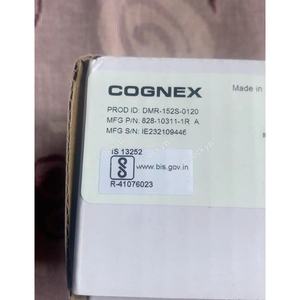 COGNEX
Made in
PROD ID: DMR-152S-0120
MFG P/N: 828-10311-1R A
MFG S/N: IE232109446
IS 13252
www.bis.gov.in
R-41076023